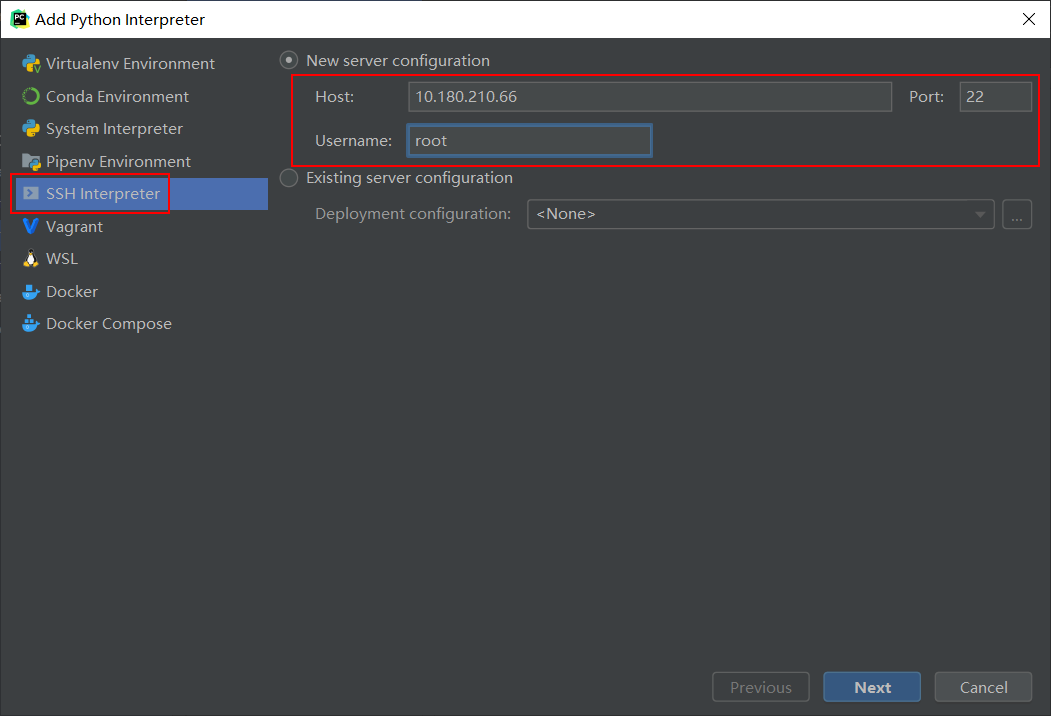 Add Python Interpreter
Virtualenv Environment
Conda Environment
System Interpreter
Pipenv Environment
SSH Interpreter
Vagrant
WSL
Docker
Docker Compose
New server configuration
Host: 10.180.210.66 Port: 22
Username: root
Existing server configuration
Deployment configuration: <None> ...
Previous Next Cancel